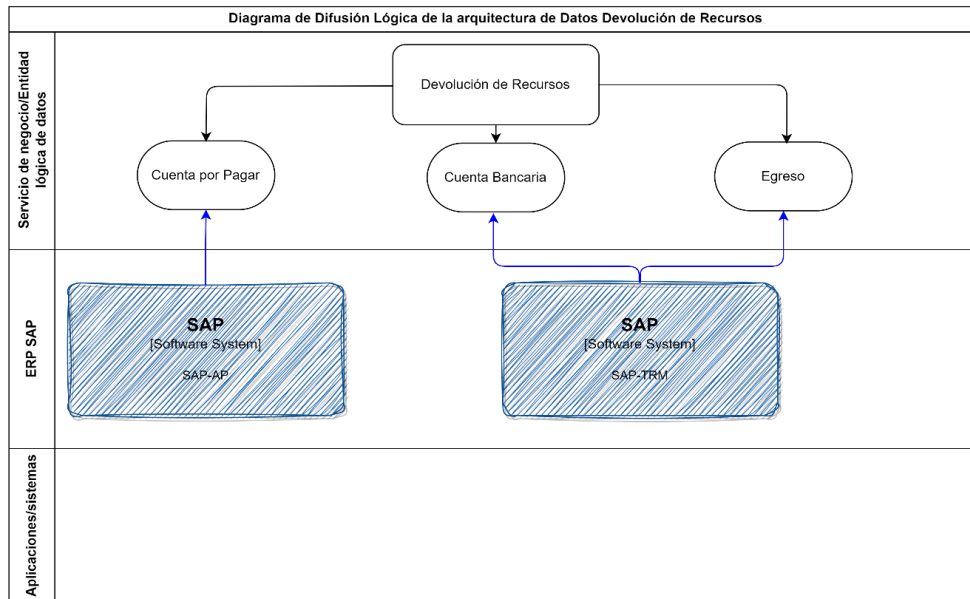 Diagrama de Difusión Lógica de la arquitectura de Datos Devolución de Recursos
Servicio de negocio/Entidad
lógica de datos
Devolución de Recursos
Cuenta por Pagar
Cuenta Bancaria
Egreso
ERP SAP
SAP
[Software System]
SAP-AP
SAP
[Software System]
SAP-TRM
Aplicaciones/sistemas